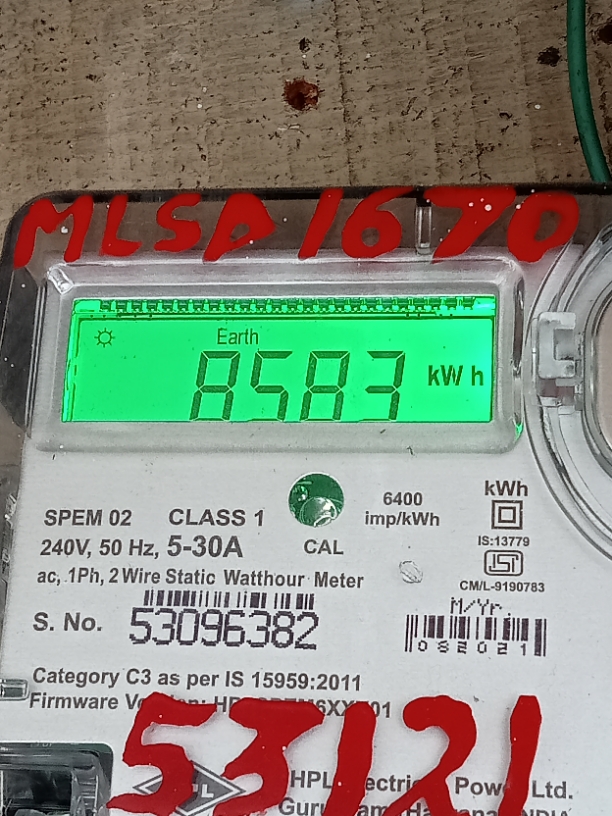 MLSD 1670
Earth
8583 kWh
6400
imp/kWh
kWh
SPEM 02 CLASS 1
240V, 50 Hz, 5-30A
CAL
IS:13779
CM/L-9190783
ac, 1Ph, 2 Wire Static Watthour Meter
M/Yr.
S. No. 53096382
082021
Category C3 as per IS 15959:2011
Firmware
53121
HPL Electric Power Ltd.